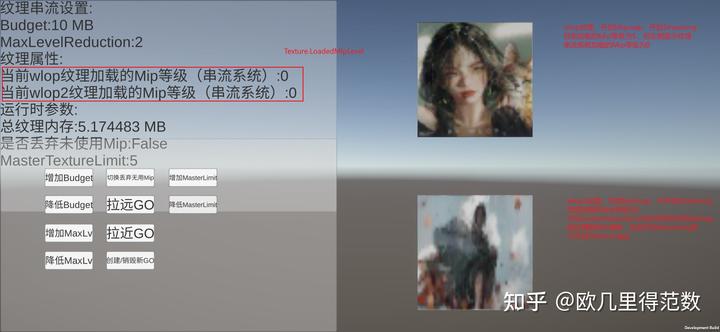 纹理串流设置:
Budget:10 MB
MaxLevelReduction:2
纹理属性:
Texture.LoadedMipLevel
当前wlop纹理加载的Mip等级（串流系统）:0
当前wlop2纹理加载的Mip等级（串流系统）:0
运行时参数:
总纹理内存:5.174483 MB
是否丢弃未使用Mip:False
MasterTextureLimit:5
增加Budget 切换丢弃无用Mip 增加MasterLimit
降低Budget 拉远GO 降低MasterLimit
增加MaxLv 拉近GO
降低MaxLv 创建/销毁新GO
知乎 @欧几里得范数
Development Build